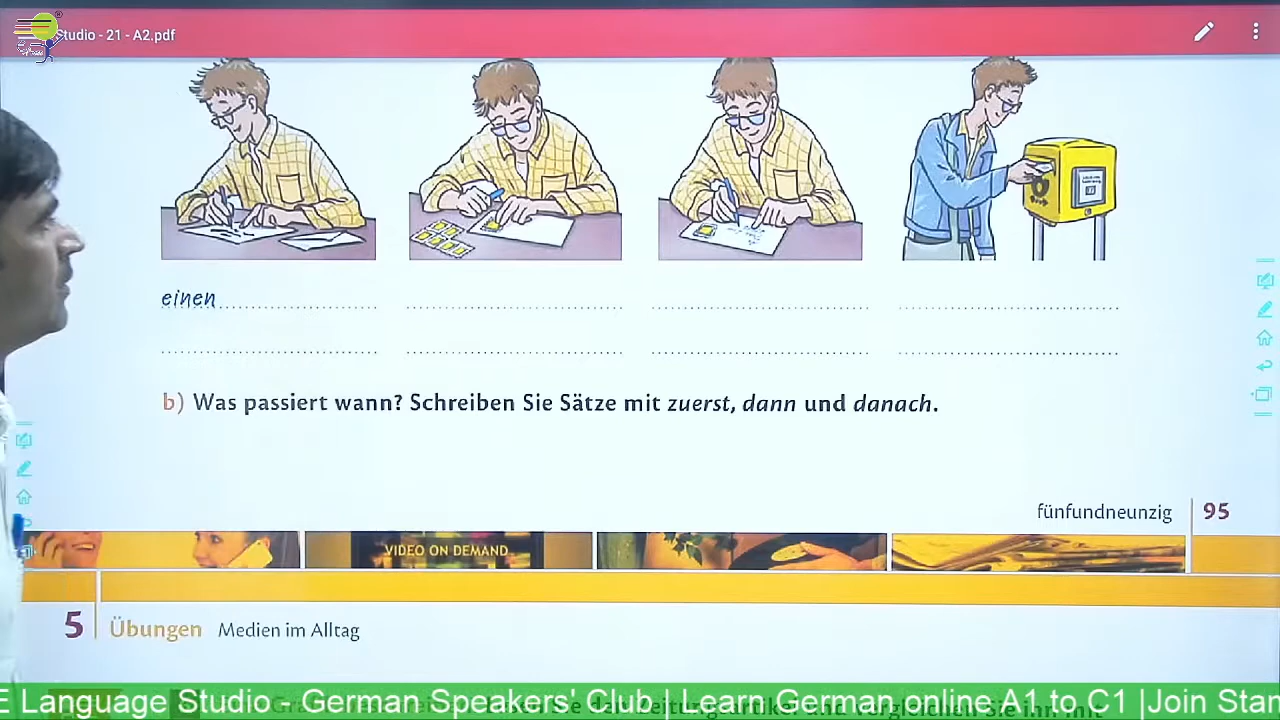 Studio - 21 - A2.pdf
einen
b) Was passiert wann? Schreiben Sie Sätze mit zuerst, dann und danach.
fünfundneunzig 95
VIDEO ON DEMAND
5 Übungen Medien im Alltag
E Language Studio - German Speakers' Club | Learn German online A1 to C1 |Join Stan